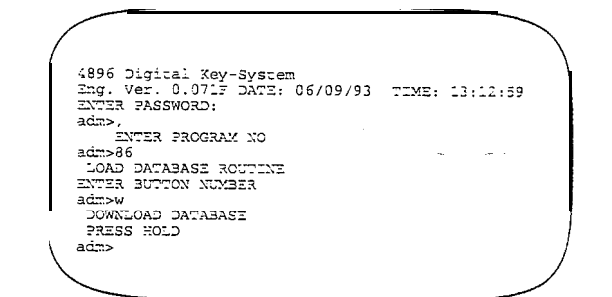 4896 Digital Key-System
Eng. Ver. 0.071F DATE: 06/09/93 TIME: 13:12:59
ENTER PASSWORD:
adm>,
ENTER PROGRAM NO
adm>86
LOAD DATABASE ROUTINE
ENTER BUTTON NUMBER
adm>w
DOWNLOAD DATABASE
PRESS HOLD
adm>